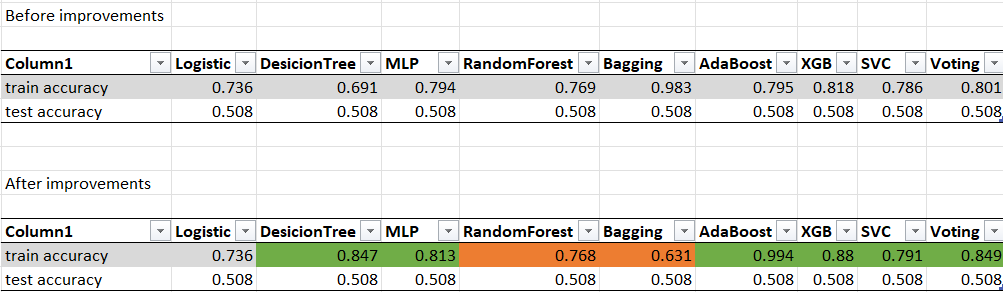 Before improvements
Column1 Logistic DesicionTree MLP RandomForest Bagging AdaBoost XGB SVC Voting
train accuracy 0.736 0.691 0.794 0.769 0.983 0.795 0.818 0.786 0.801
test accuracy 0.508 0.508 0.508 0.508 0.508 0.508 0.508 0.508 0.508
After improvements
Column1 Logistic DesicionTree MLP RandomForest Bagging AdaBoost XGB SVC Voting
train accuracy 0.736 0.847 0.813 0.768 0.631 0.994 0.88 0.791 0.849
test accuracy 0.508 0.508 0.508 0.508 0.508 0.508 0.508 0.508 0.508